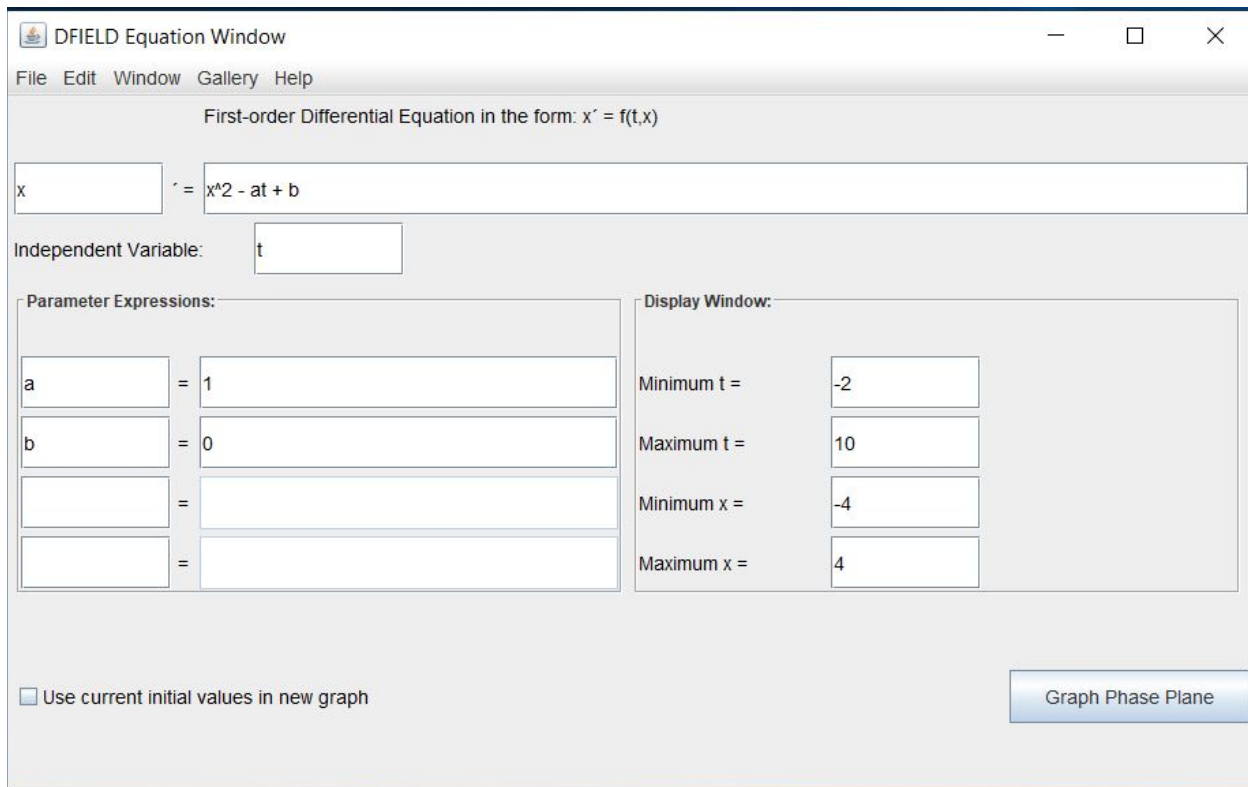 DFIELD Equation Window
File Edit Window Gallery Help
First-order Differential Equation in the form: x´ = f(t,x)
x ´ = x^2 - at + b
Independent Variable: t
Parameter Expressions:
a = 1
b = 0
=
=
Display Window:
Minimum t = -2
Maximum t = 10
Minimum x = -4
Maximum x = 4
Use current initial values in new graph
Graph Phase Plane